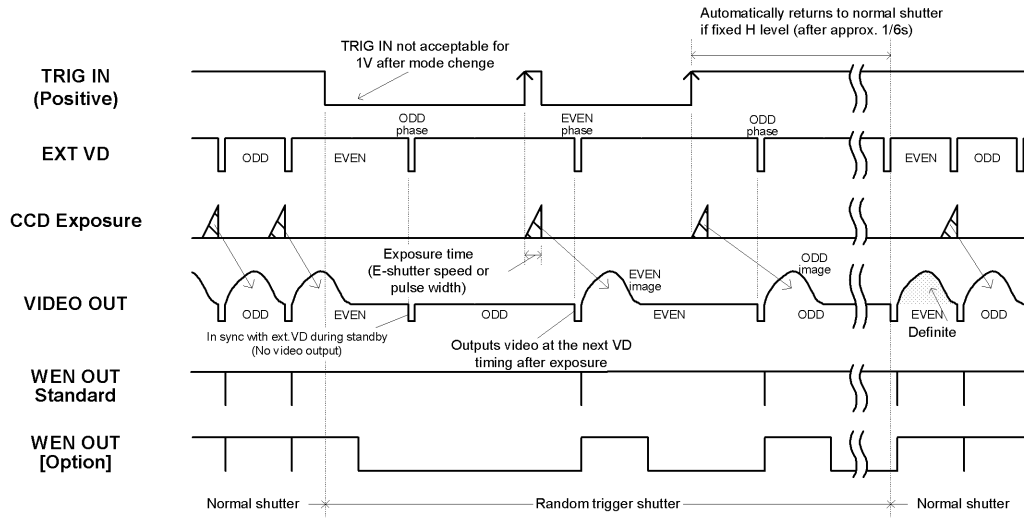 Automatically returns to normal shutter
if fixed H level (after approx. 1/6s)
TRIG IN not acceptable for
1V after mode chenge
TRIG IN
(Positive)
ODD
phase
EVEN
phase
ODD
phase
EXT VD
ODD
EVEN
EVEN
ODD
CCD Exposure
Exposure time
(E-shutter speed or
pulse width)
EVEN
image
ODD
image
VIDEO OUT
ODD
EVEN
ODD
EVEN
ODD
EVEN
ODD
Definite
In sync with ext.VD during standby
(No video output)
Outputs video at the next VD
timing after exposure
WEN OUT
Standard
WEN OUT
[Option]
Normal shutter
Random trigger shutter
Normal shutter